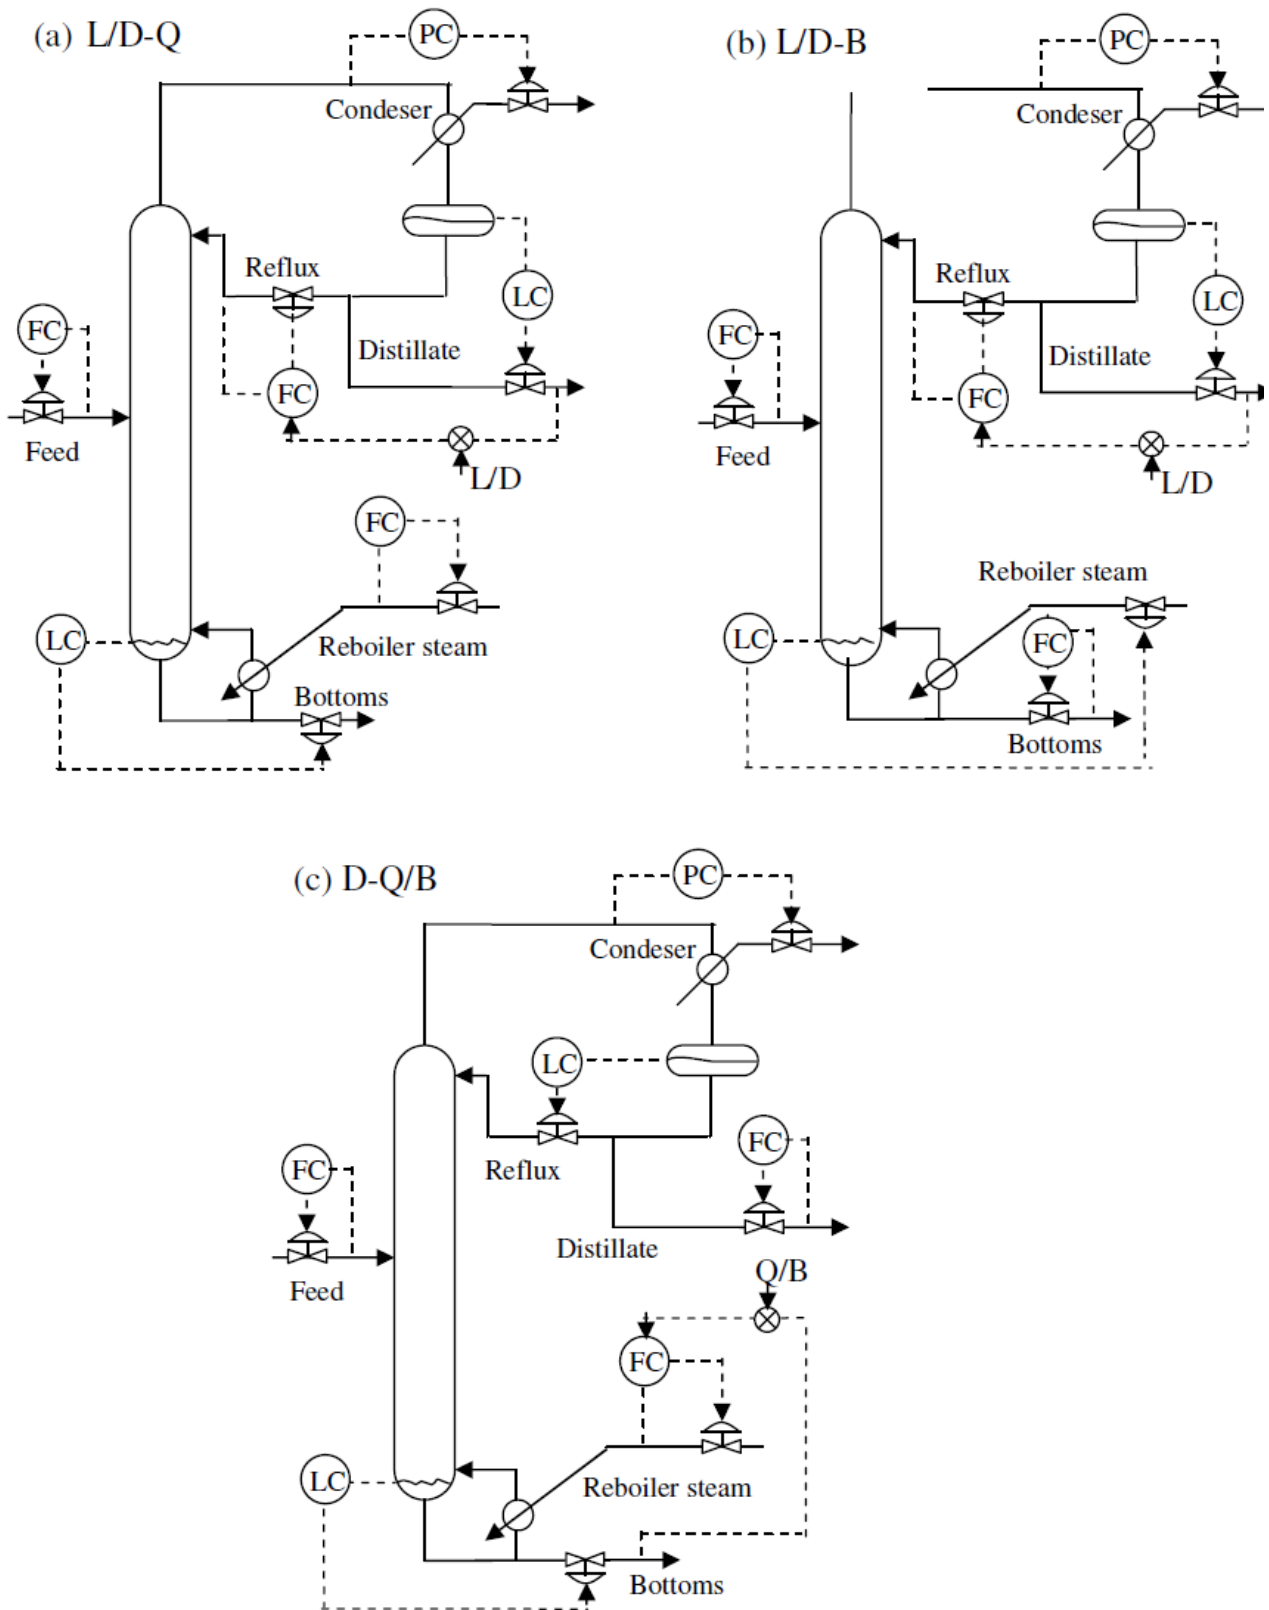 (a) L/D-Q
PC
Condeser
LC
Reflux
FC
Distillate
FC
Feed
L/D
FC
LC
Reboiler steam
Bottoms
(b) L/D-B
PC
Condeser
LC
Reflux
FC
Distillate
FC
Feed
L/D
Reboiler steam
LC
FC
Bottoms
(c) D-Q/B
PC
Condeser
LC
FC
FC
Reflux
Distillate
Feed
Q/B
FC
LC
Reboiler steam
Bottoms